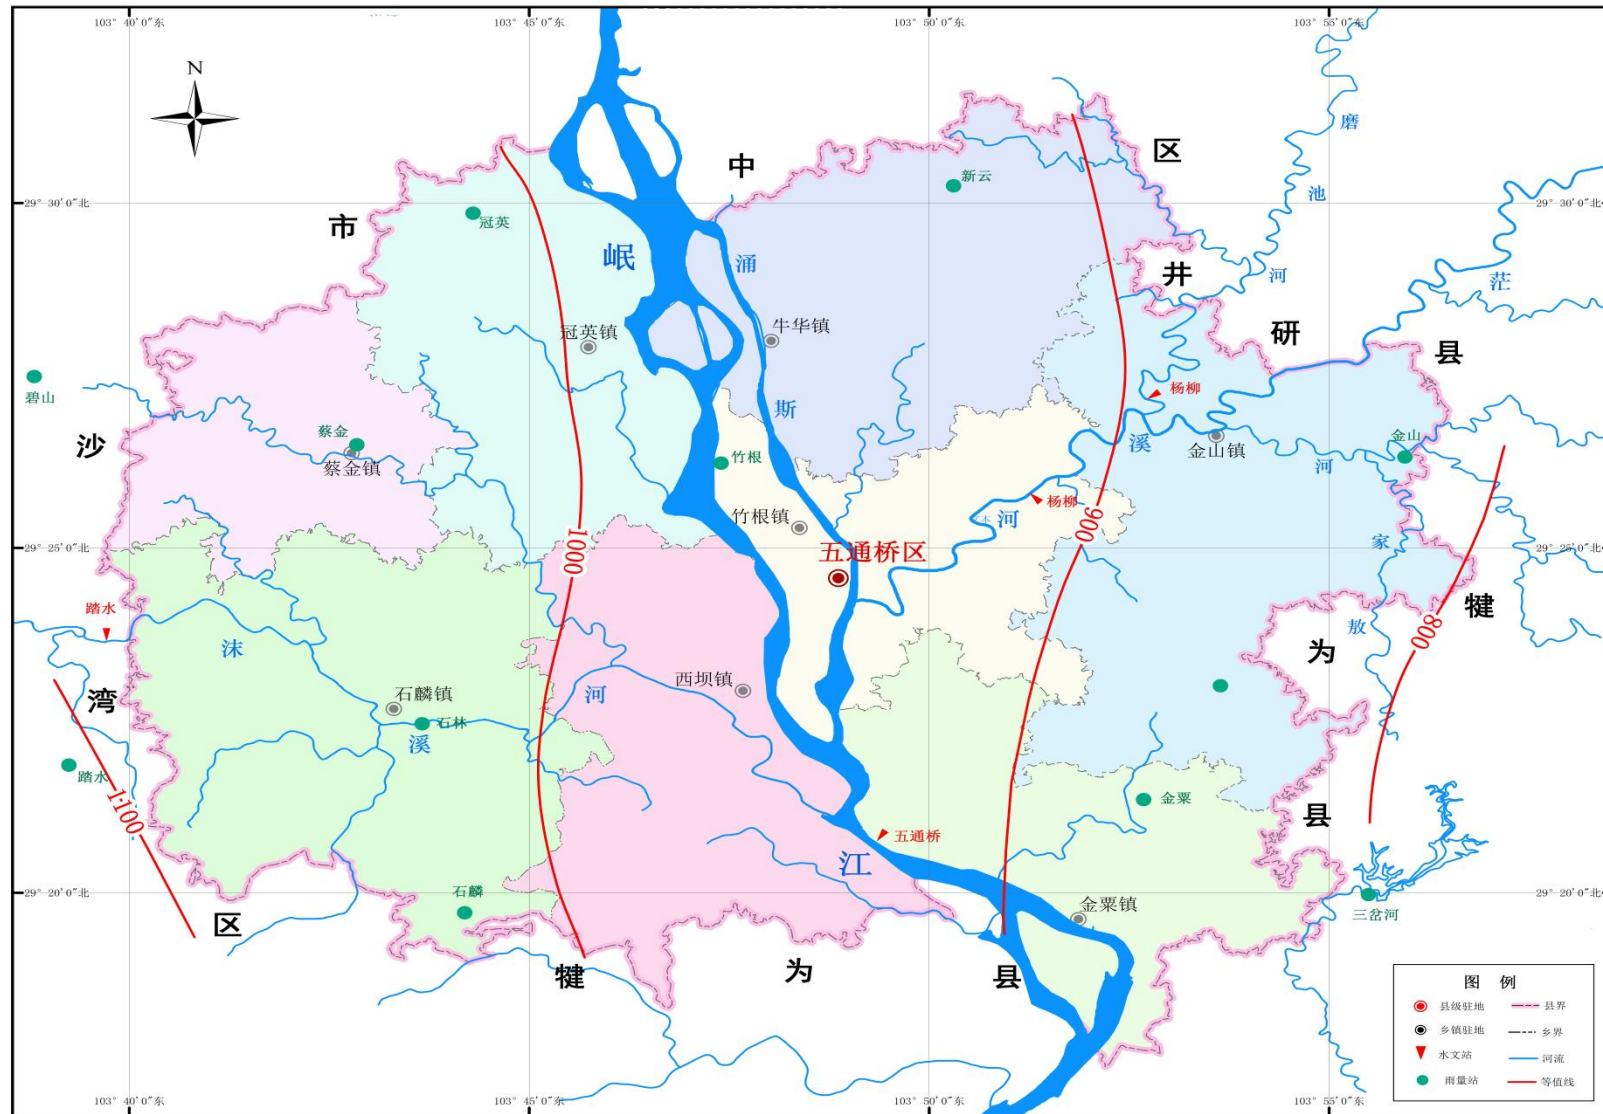 103° 40′ 0″东
103° 45′ 0″东
103° 50′ 0″东
103° 55′ 0″东
N
磨
中
区
新云
池
29° 30′ 0″北
29° 30′ 0″北
市
冠英
岷
涌
井
河
茫
冠英镇
牛华镇
研
县
碧山
杨柳
斯
沙
蔡金
蔡金镇
溪
金山镇
金山
竹根
河
杨柳
竹根镇
河
900
1000
五通桥区
家
29° 25′ 0″北
29° 25′ 0″北
踏水
犍
敖
800
沫
为
西坝镇
河
湾
石麟镇
石林
溪
踏水
1100
金粟
县
五通桥
江
29° 20′ 0″北
29° 20′ 0″北
石麟
金粟镇
三岔河
区
犍
为
县
图 例
县级驻地
县界
乡镇驻地
乡界
水文站
河流
雨量站
等值线
103° 40′ 0″东
103° 45′ 0″东
103° 50′ 0″东
103° 55′ 0″东